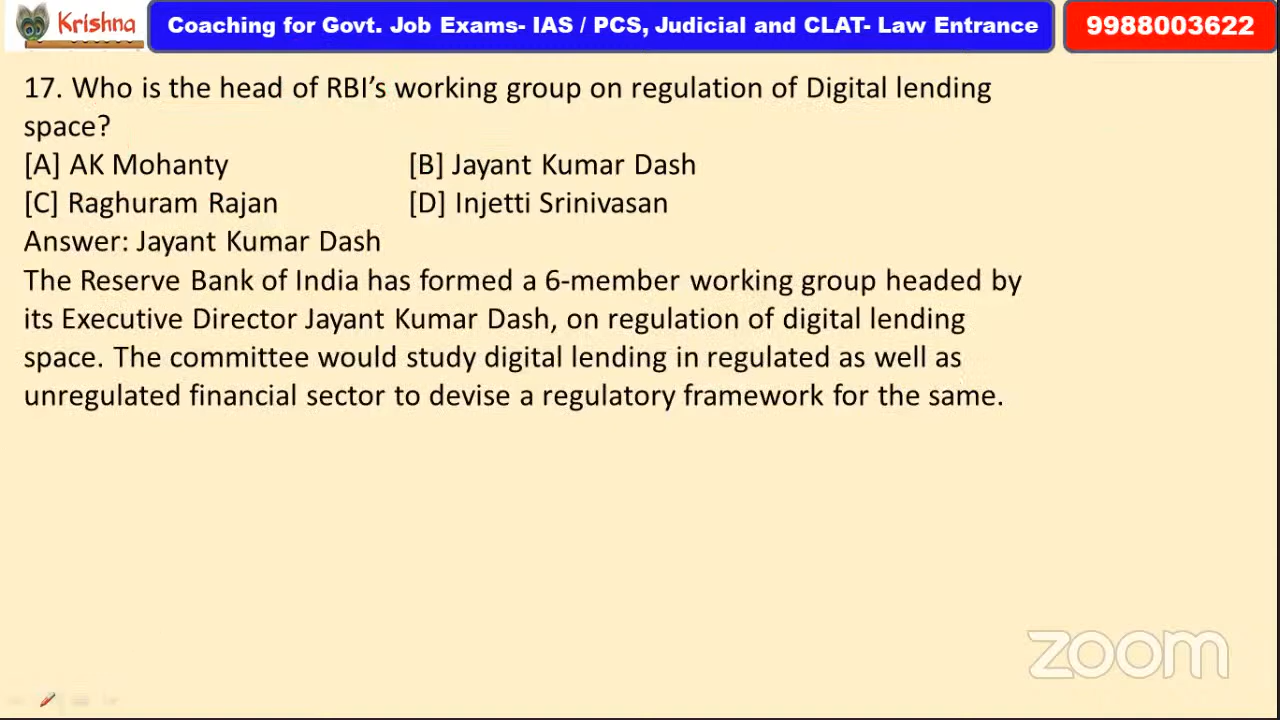 Krishna
Coaching for Govt. Job Exams- IAS / PCS, Judicial and CLAT- Law Entrance
9988003622
17. Who is the head of RBI’s working group on regulation of Digital lending
space?
[A] AK Mohanty [B] Jayant Kumar Dash
[C] Raghuram Rajan [D] Injetti Srinivasan
Answer: Jayant Kumar Dash
The Reserve Bank of India has formed a 6-member working group headed by
its Executive Director Jayant Kumar Dash, on regulation of digital lending
space. The committee would study digital lending in regulated as well as
unregulated financial sector to devise a regulatory framework for the same.
zoom